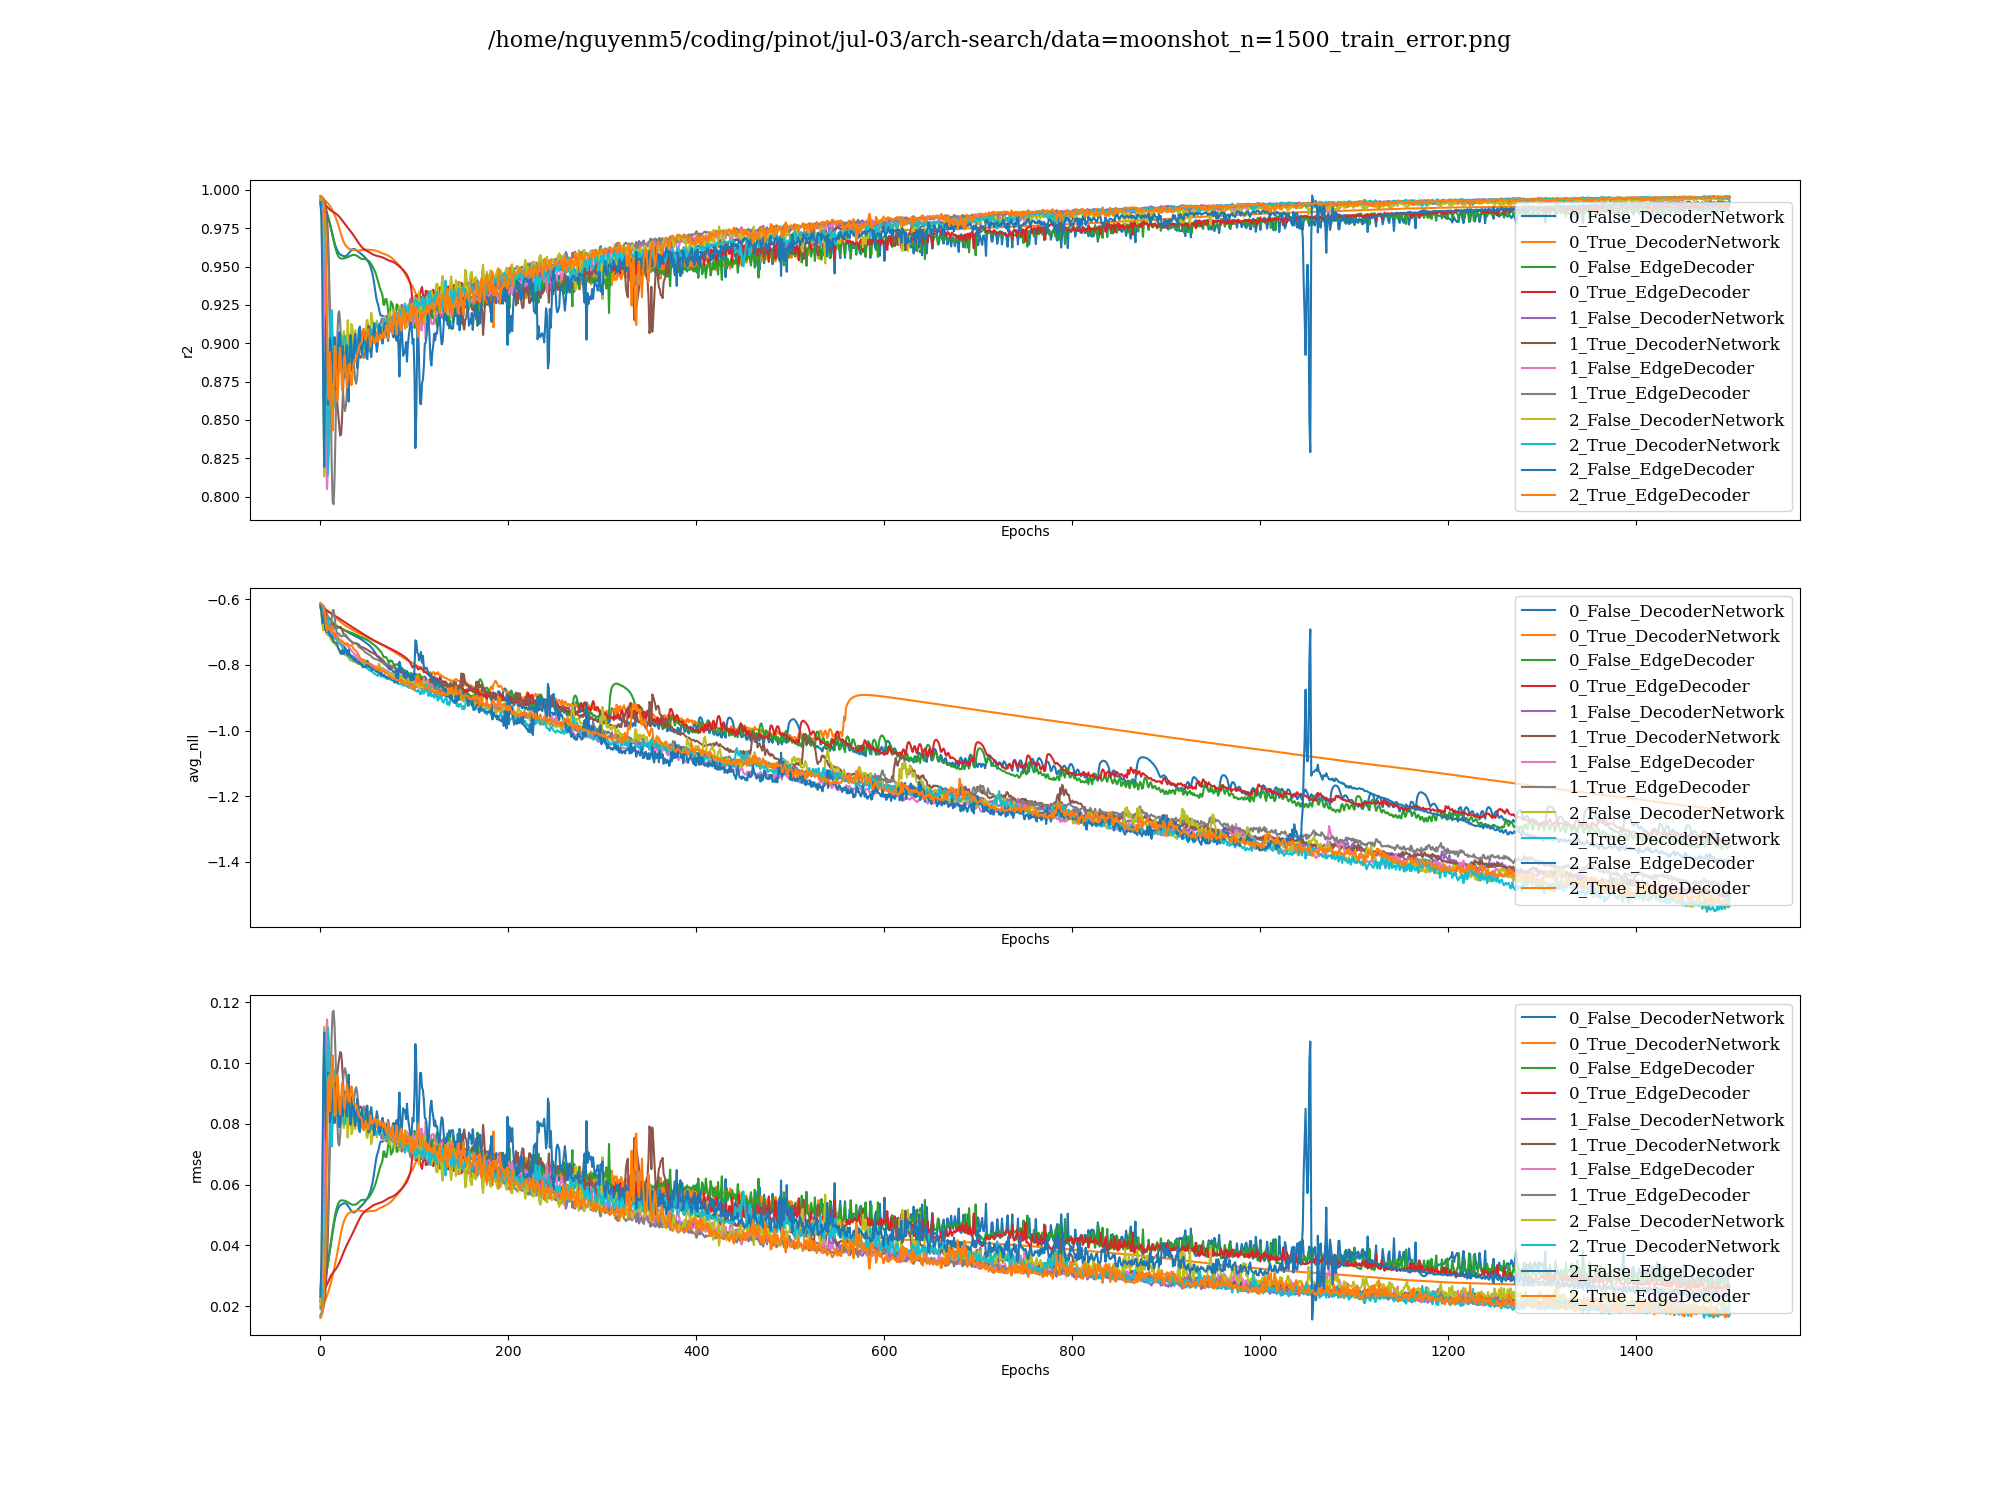 /home/nguyenm5/coding/pinot/jul-03/arch-search/data=moonshot_n=1500_train_error.png
1.000
0.975
0.950
0.925
0.900
0.875
0.850
0.825
0.800
r2
Epochs
0_False_DecoderNetwork
0_True_DecoderNetwork
0_False_EdgeDecoder
0_True_EdgeDecoder
1_False_DecoderNetwork
1_True_DecoderNetwork
1_False_EdgeDecoder
1_True_EdgeDecoder
2_False_DecoderNetwork
2_True_DecoderNetwork
2_False_EdgeDecoder
2_True_EdgeDecoder
−0.6
−0.8
−1.0
−1.2
−1.4
avg_nll
Epochs
0_False_DecoderNetwork
0_True_DecoderNetwork
0_False_EdgeDecoder
0_True_EdgeDecoder
1_False_DecoderNetwork
1_True_DecoderNetwork
1_False_EdgeDecoder
1_True_EdgeDecoder
2_False_DecoderNetwork
2_True_DecoderNetwork
2_False_EdgeDecoder
2_True_EdgeDecoder
0.12
0.10
0.08
0.06
0.04
0.02
rmse
0_False_DecoderNetwork
0_True_DecoderNetwork
0_False_EdgeDecoder
0_True_EdgeDecoder
1_False_DecoderNetwork
1_True_DecoderNetwork
1_False_EdgeDecoder
1_True_EdgeDecoder
2_False_DecoderNetwork
2_True_DecoderNetwork
2_False_EdgeDecoder
2_True_EdgeDecoder
0 200 400 600 800 1000 1200 1400
Epochs